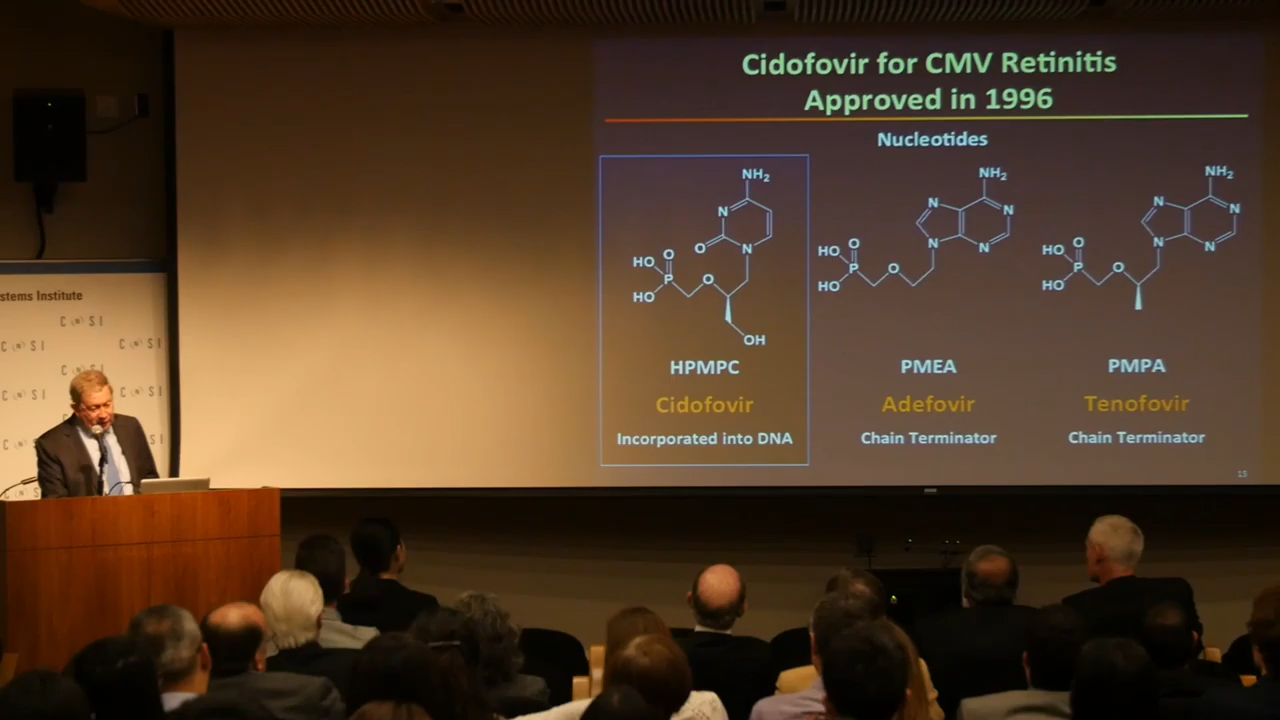 Cidofovir for CMV Retinitis
Approved in 1996
Nucleotides
NH2
N
O
N
HO
O
P
HO
O
OH
HPMPC
Cidofovir
Incorporated into DNA
NH2
N
N
N
N
HO
O
P
HO
O
PMEA
Adefovir
Chain Terminator
NH2
N
N
N
N
HO
O
P
HO
O
PMPA
Tenofovir
Chain Terminator
13
stems Institute
C N S I
C N S I
C N S I
C N S I